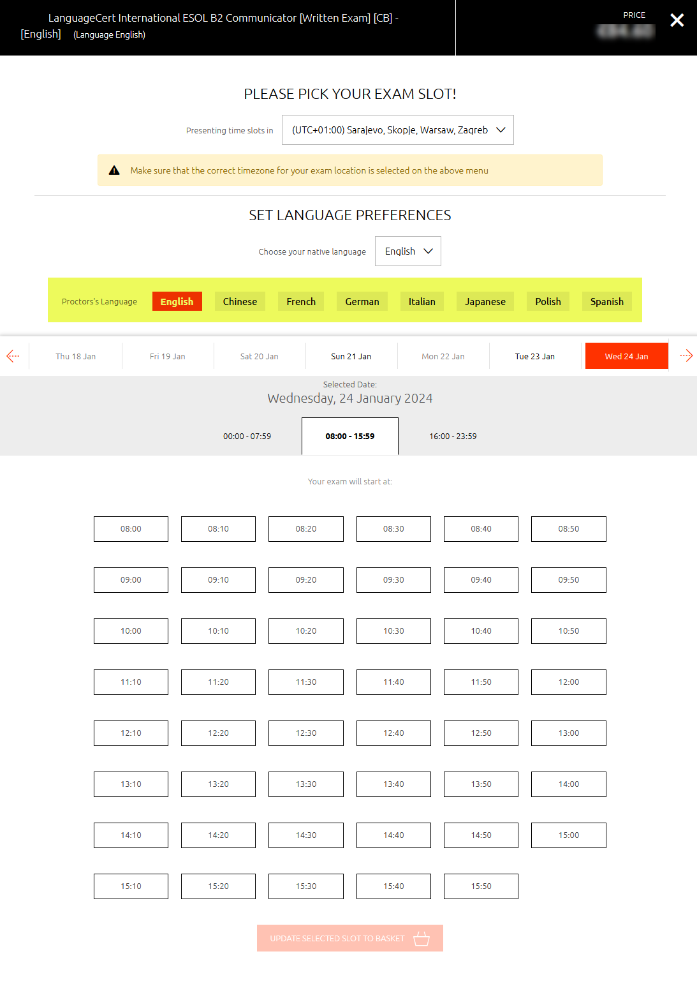 LanguageCert International ESOL B2 Communicator [Written Exam] [CB] -
[English] (Language English)
PRICE
PLEASE PICK YOUR EXAM SLOT!
Presenting time slots in (UTC+01:00) Sarajevo, Skopje, Warsaw, Zagreb
Make sure that the correct timezone for your exam location is selected on the above menu
SET LANGUAGE PREFERENCES
Choose your native language English
Proctors's Language English Chinese French German Italian Japanese Polish Spanish
Thu 18 Jan Fri 19 Jan Sat 20 Jan Sun 21 Jan Mon 22 Jan Tue 23 Jan Wed 24 Jan
Selected Date:
Wednesday, 24 January 2024
00:00 - 07:59 08:00 - 15:59 16:00 - 23:59
Your exam will start at:
08:00 08:10 08:20 08:30 08:40 08:50
09:00 09:10 09:20 09:30 09:40 09:50
10:00 10:10 10:20 10:30 10:40 10:50
11:10 11:20 11:30 11:40 11:50 12:00
12:10 12:20 12:30 12:40 12:50 13:00
13:10 13:20 13:30 13:40 13:50 14:00
14:10 14:20 14:30 14:40 14:50 15:00
15:10 15:20 15:30 15:40 15:50
UPDATE SELECTED SLOT TO BASKET